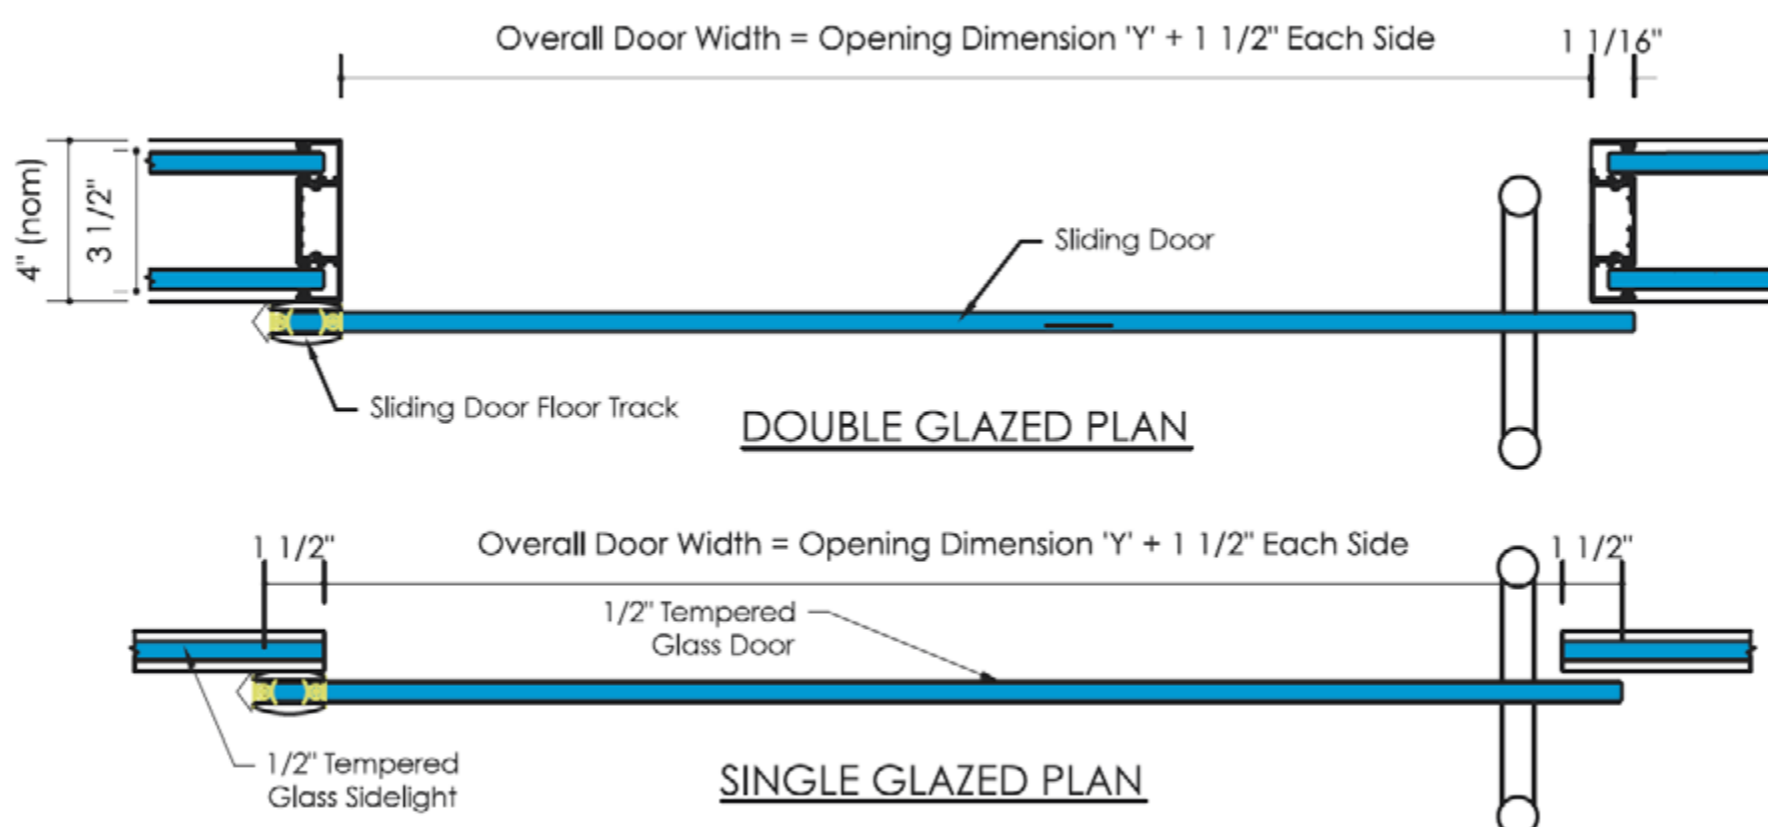 Overall Door Width = Opening Dimension 'Y' + 1 1/2" Each Side
1 1/16"
4" (nom)
3 1/2"
Sliding Door
Sliding Door Floor Track
DOUBLE GLAZED PLAN
1 1/2"
Overall Door Width = Opening Dimension 'Y' + 1 1/2" Each Side
1 1/2"
1/2" Tempered
Glass Door
1/2" Tempered
Glass Sidelight
SINGLE GLAZED PLAN